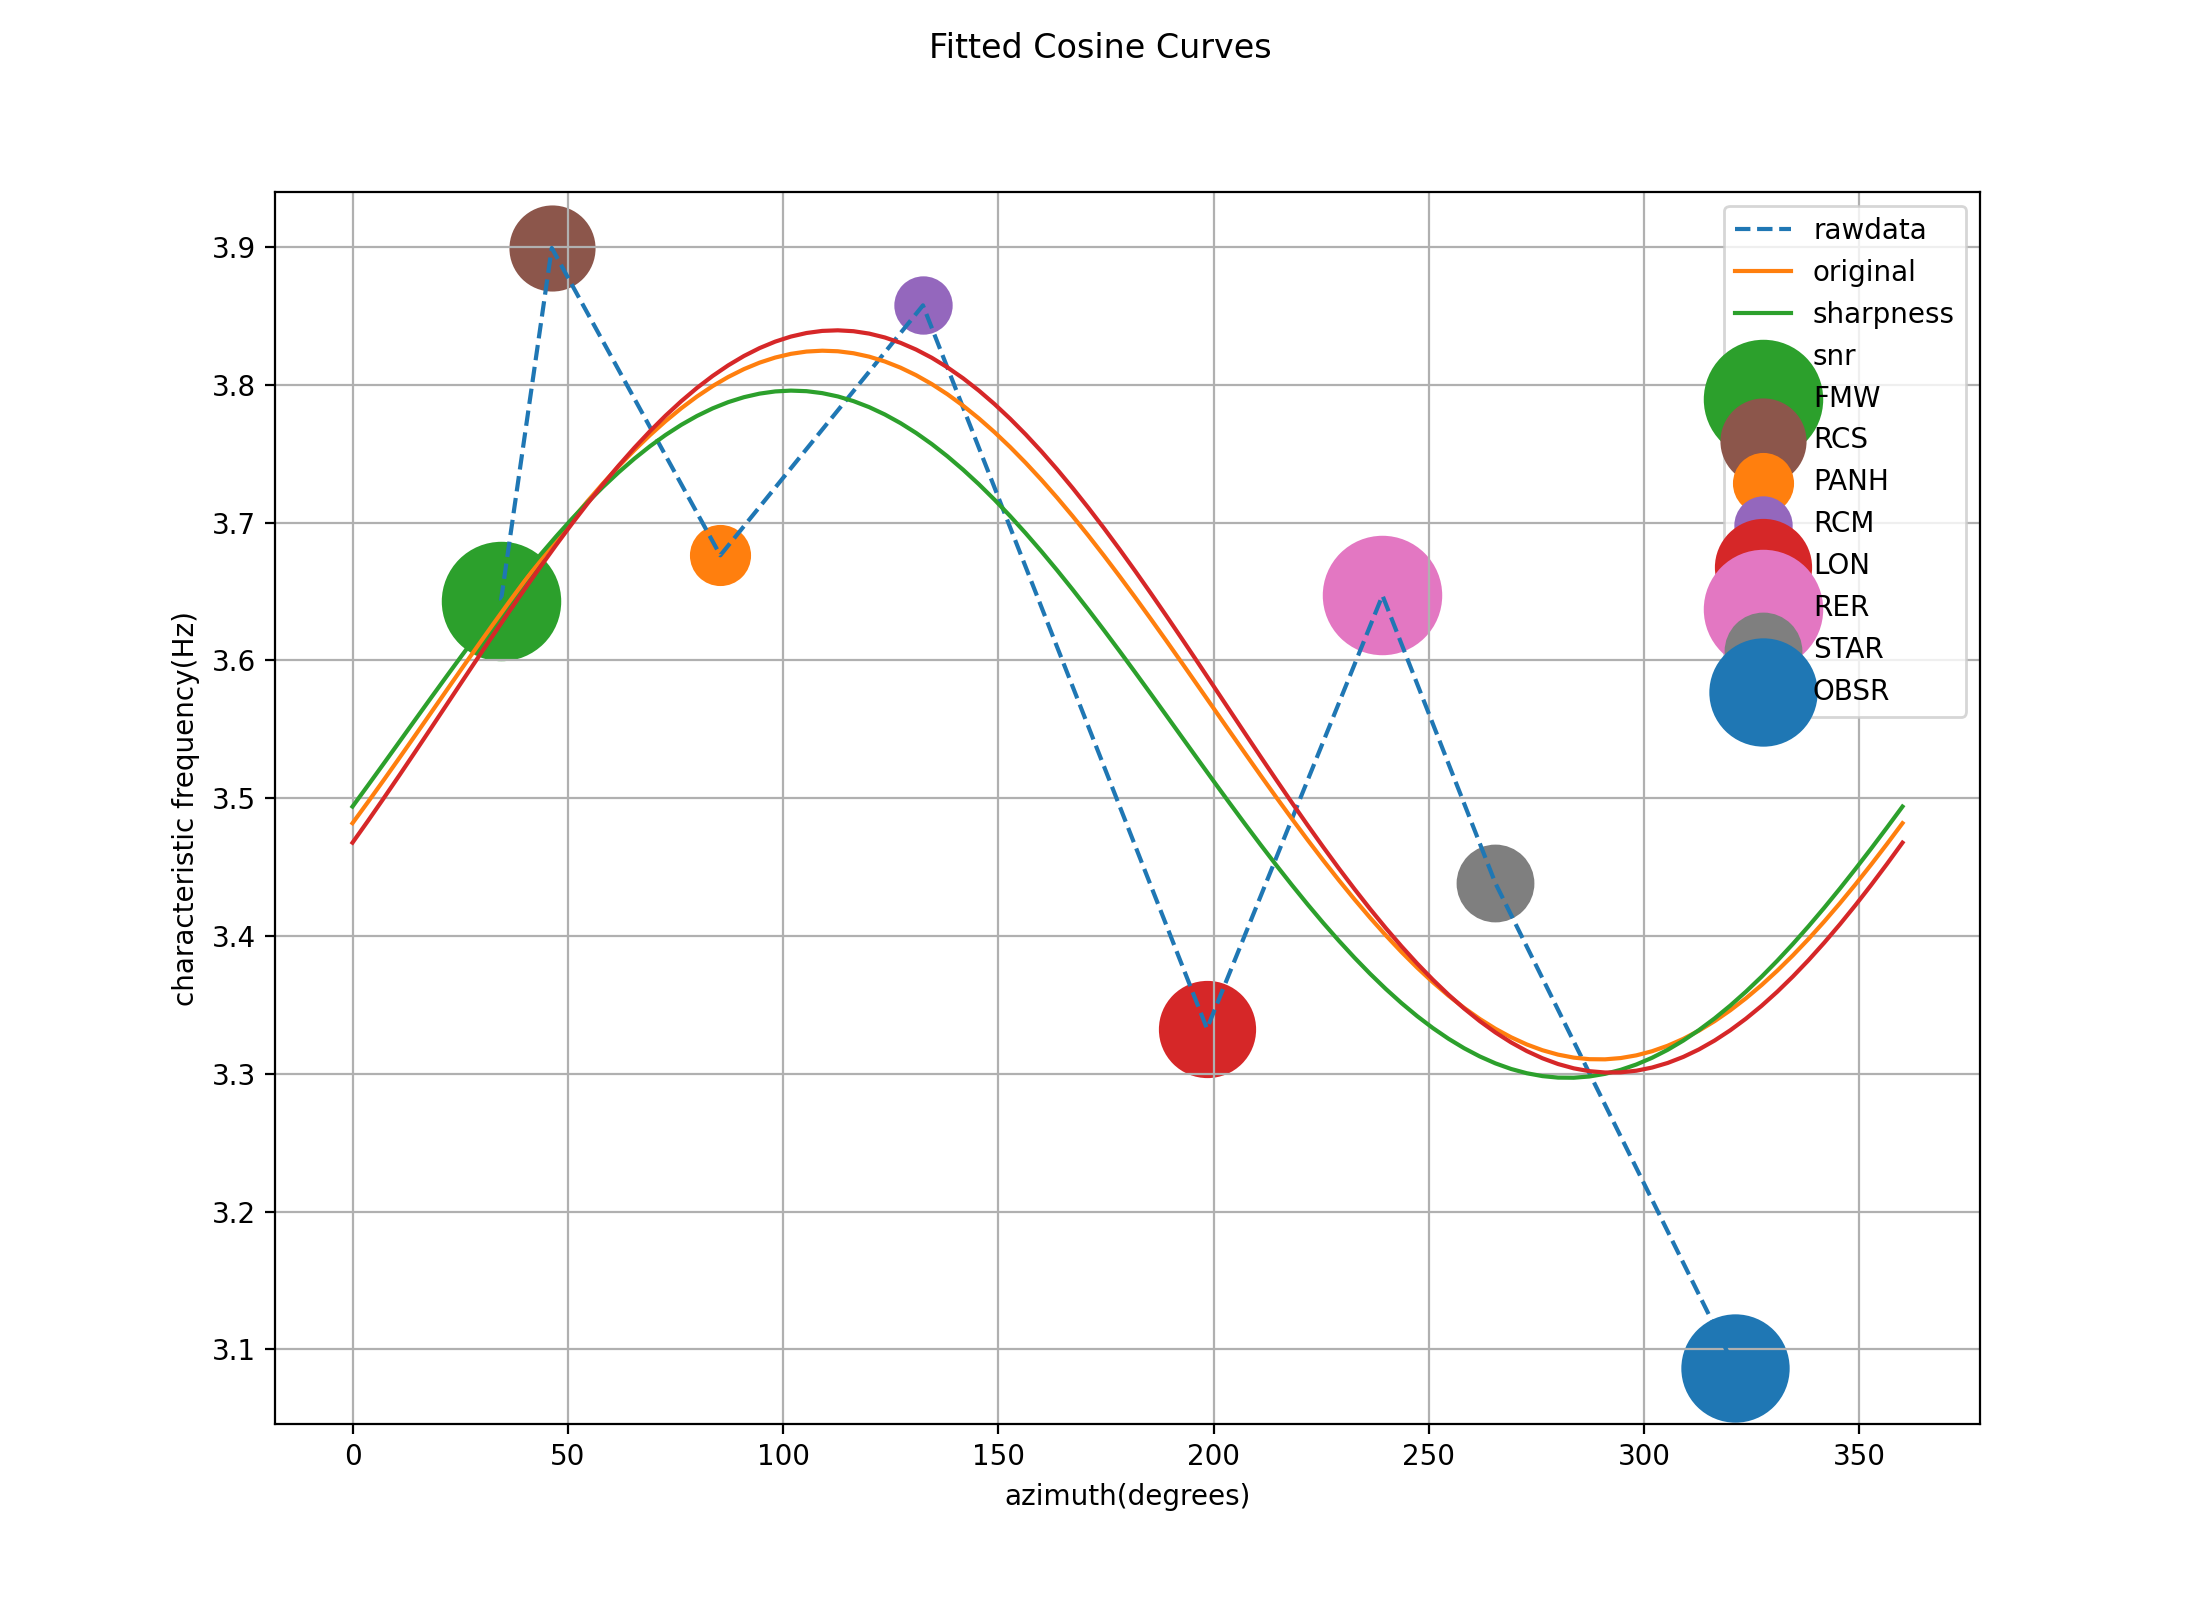 Fitted Cosine Curves
3.9
3.8
3.7
3.6
3.5
3.4
3.3
3.2
3.1
characteristic frequency(Hz)
rawdata
original
sharpness
snr
FMW
RCS
PANH
RCM
LON
RER
STAR
OBSR
0 50 100 150 200 250 300 350
azimuth(degrees)